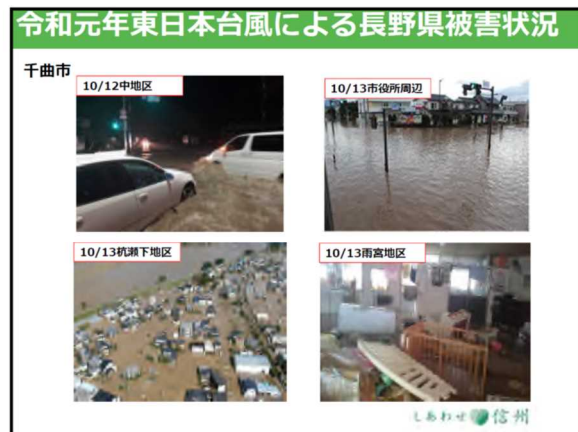 令和元年東日本台風による長野県被害状況
千曲市
10/12中地区
10/13市役所周辺
10/13杭瀬下地区
10/13雨宮地区
しあわせ信州